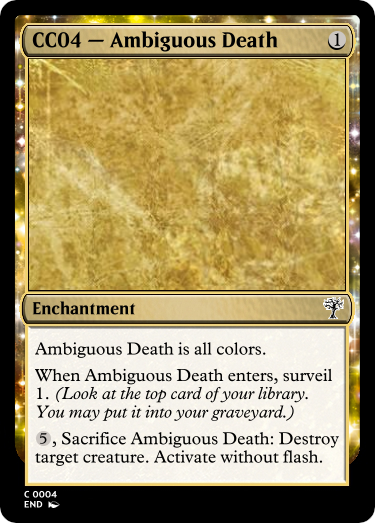 CC04 — Ambiguous Death 1
Enchantment
Ambiguous Death is all colors.
When Ambiguous Death enters, surveil
1. (Look at the top card of your library.
You may put it into your graveyard.)
5, Sacrifice Ambiguous Death: Destroy
target creature. Activate without flash.
C 0004
END